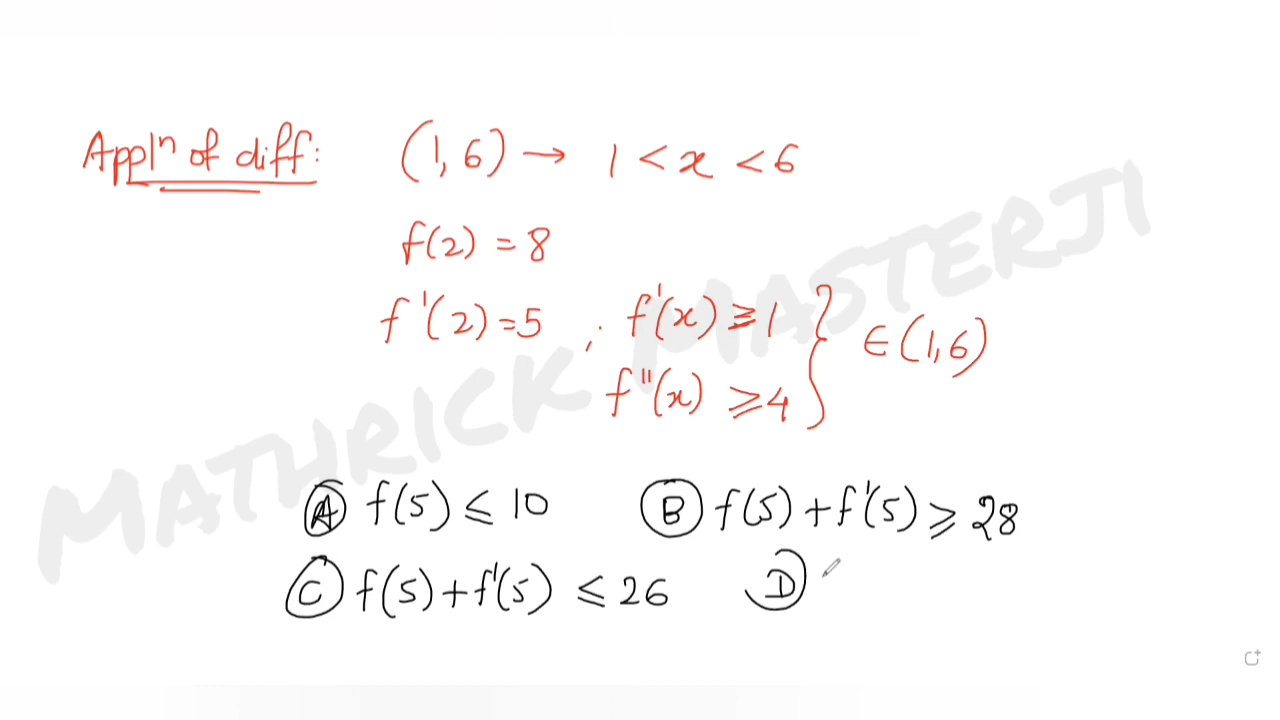 Applⁿ of diff: (1, 6) → 1 < x < 6
f(2) = 8
f'(2) = 5 ; f'(x) ≥ 1 } ∈ (1, 6)
f''(x) ≥ 4
MATHRICK MASTERJI
(A) f(5) ≤ 10 (B) f(5) + f'(5) ≥ 28
(C) f(5) + f'(5) ≤ 26 (D)